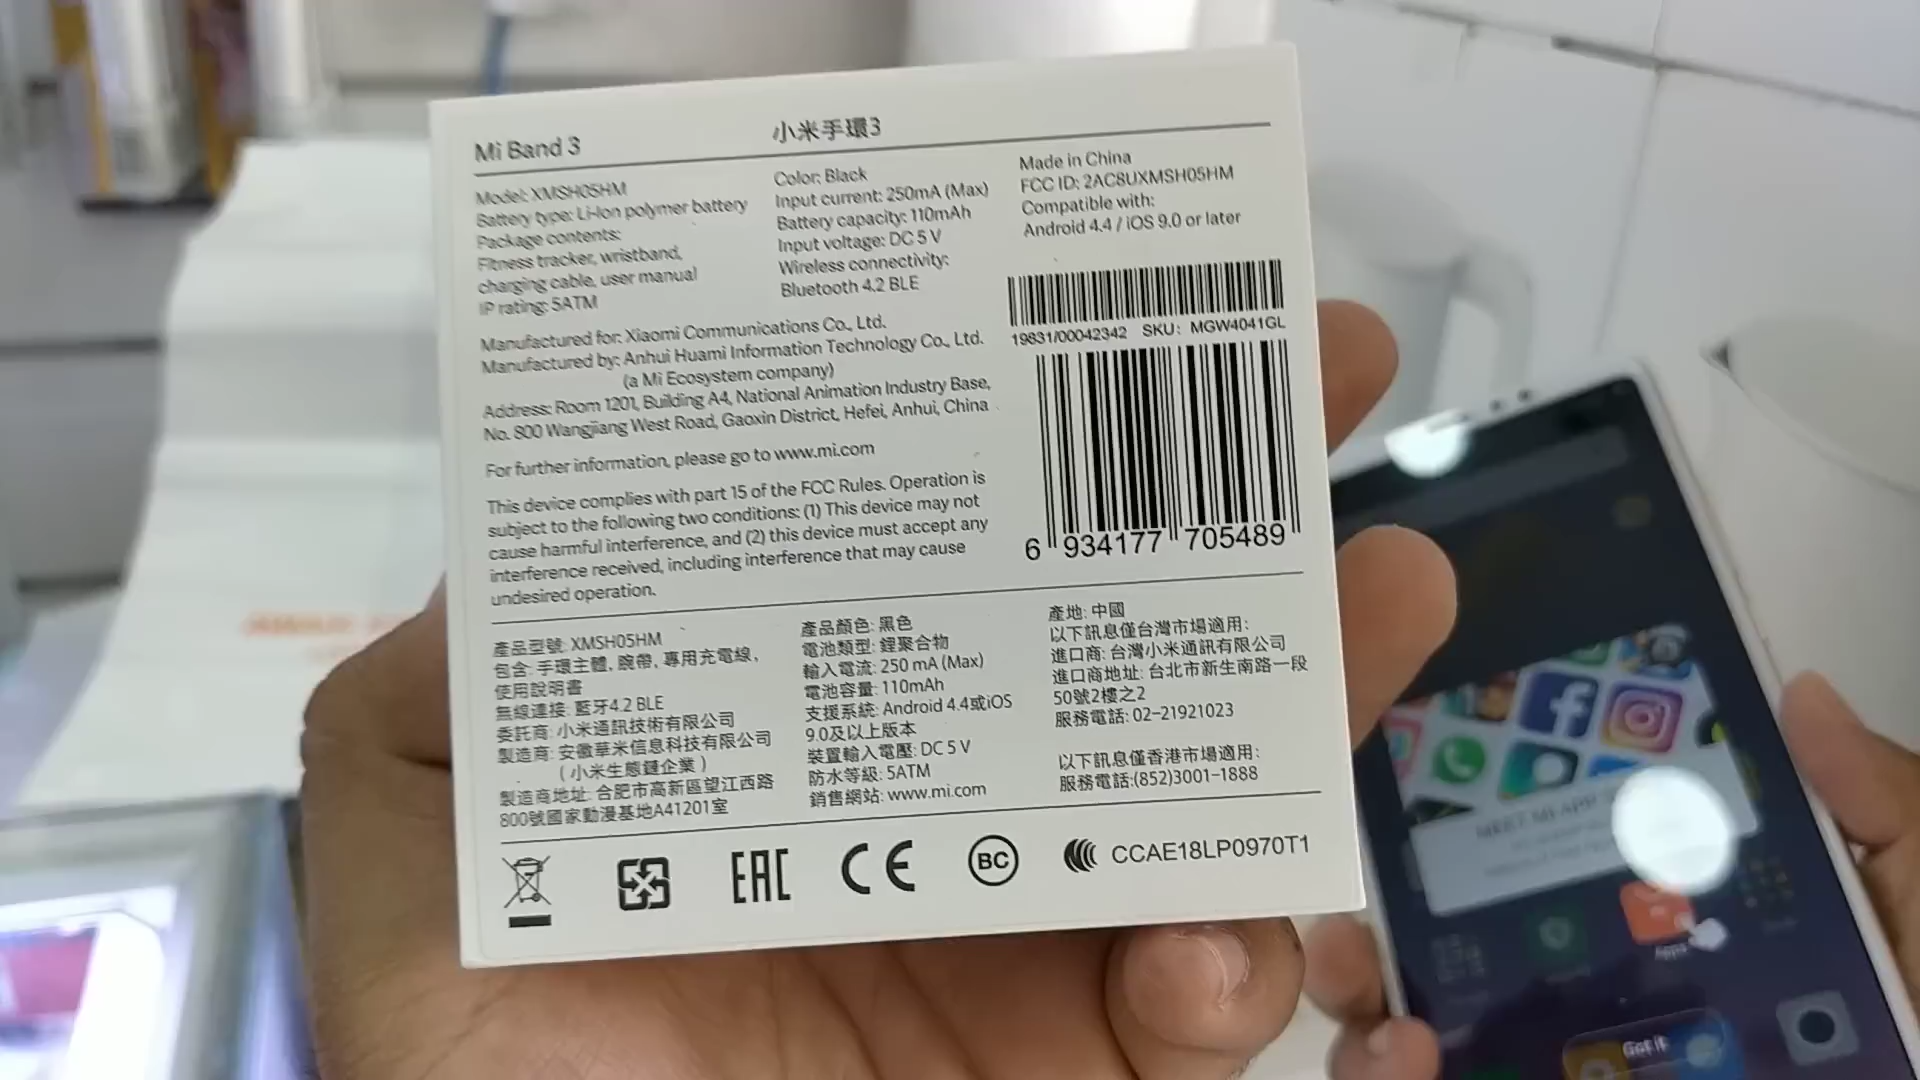 Mi Band 3
小米手環3
Model: XMSH05HM
Battery type: Li-Ion polymer battery
Package contents:
Fitness tracker, wristband,
charging cable, user manual
IP rating: 5ATM
Color: Black
Input current: 250mA (Max)
Battery capacity: 110mAh
Input voltage: DC 5 V
Wireless connectivity:
Bluetooth 4.2 BLE
Made in China
FCC ID: 2AC8UXMSH05HM
Compatible with:
Android 4.4 / iOS 9.0 or later
19831/00042342 SKU: MGW4041GL
6 934177 705489
Manufactured for: Xiaomi Communications Co., Ltd.
Manufactured by: Anhui Huami Information Technology Co., Ltd.
(a Mi Ecosystem company)
Address: Room 1201, Building A4, National Animation Industry Base,
No. 800 Wangjiang West Road, Gaoxin District, Hefei, Anhui, China
For further information, please go to www.mi.com
This device complies with part 15 of the FCC Rules. Operation is
subject to the following two conditions: (1) This device may not
cause harmful interference, and (2) this device must accept any
interference received, including interference that may cause
undesired operation.
產品型號: XMSH05HM
包含: 手環主體, 腕帶, 專用充電線,
使用說明書
無線連接: 藍牙4.2 BLE
委託商: 小米通訊技術有限公司
製造商: 安徽華米信息科技有限公司
(小米生態鏈企業)
製造商地址: 合肥市高新區望江西路
800號國家動漫基地A41201室
產品顏色: 黑色
電池類型: 鋰聚合物
輸入電流: 250 mA (Max)
電池容量: 110mAh
支援系統: Android 4.4或iOS
9.0及以上版本
裝置輸入電壓: DC 5 V
防水等級: 5ATM
銷售網站: www.mi.com
產地: 中國
以下訊息僅台灣市場適用:
進口商: 台灣小米通訊有限公司
進口商地址: 台北市新生南路一段
50號2樓之2
服務電話: 02-21921023
以下訊息僅香港市場適用:
服務電話:(852)3001-1888
EAC
CE
BC
CCAE18LP0970T1
Apps
Got it